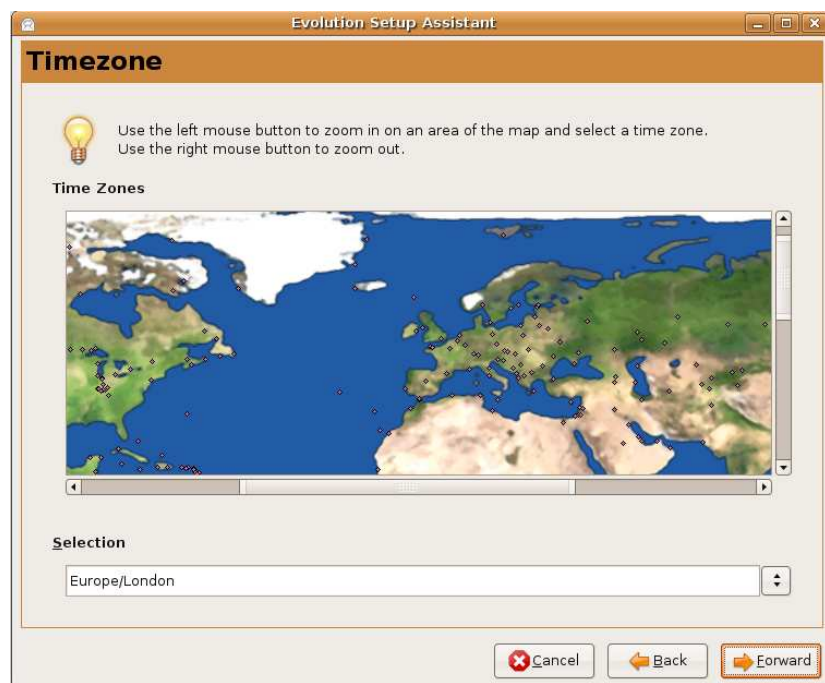 Evolution Setup Assistant
Timezone
Use the left mouse button to zoom in on an area of the map and select a time zone.
Use the right mouse button to zoom out.
Time Zones
Selection
Europe/London
Cancel Back Forward